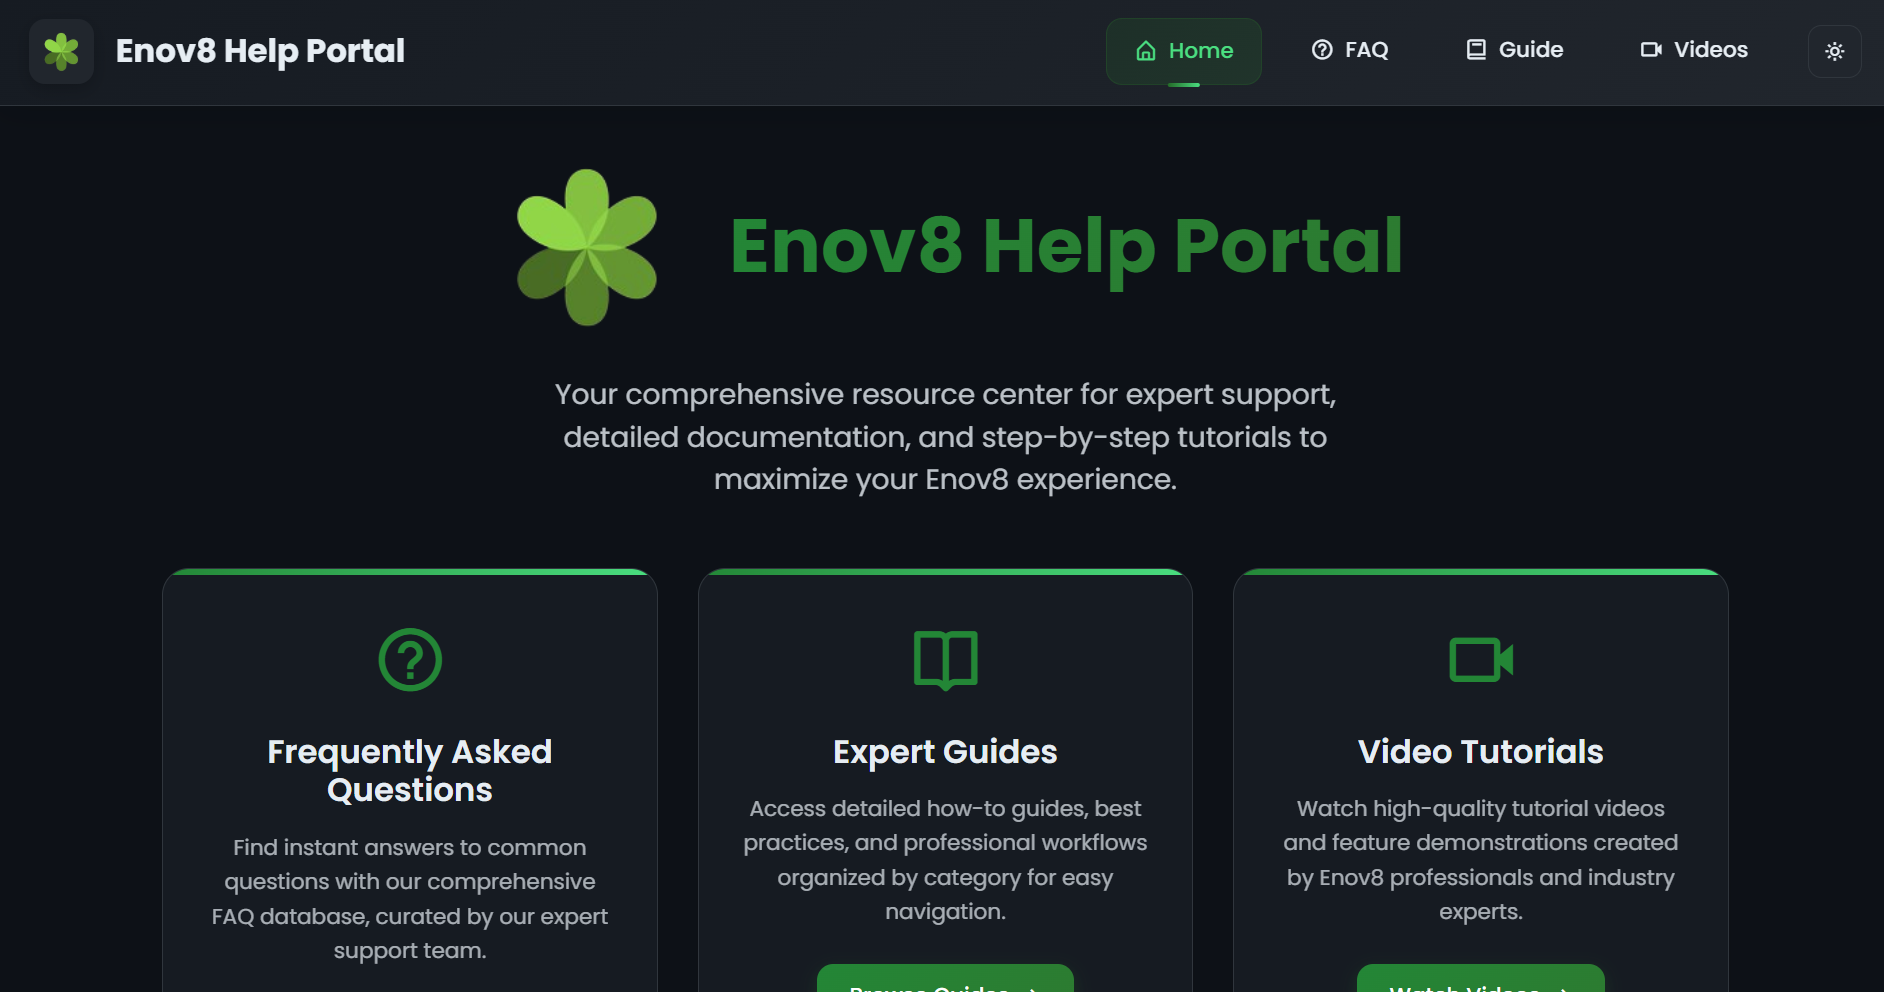 Enov8 Help Portal
Home
FAQ
Guide
Videos
Enov8 Help Portal
Your comprehensive resource center for expert support,
detailed documentation, and step-by-step tutorials to
maximize your Enov8 experience.
Frequently Asked
Questions
Find instant answers to common
questions with our comprehensive
FAQ database, curated by our expert
support team.
Expert Guides
Access detailed how-to guides, best
practices, and professional workflows
organized by category for easy
navigation.
Browse Guides
Video Tutorials
Watch high-quality tutorial videos
and feature demonstrations created
by Enov8 professionals and industry
experts.
Watch Videos